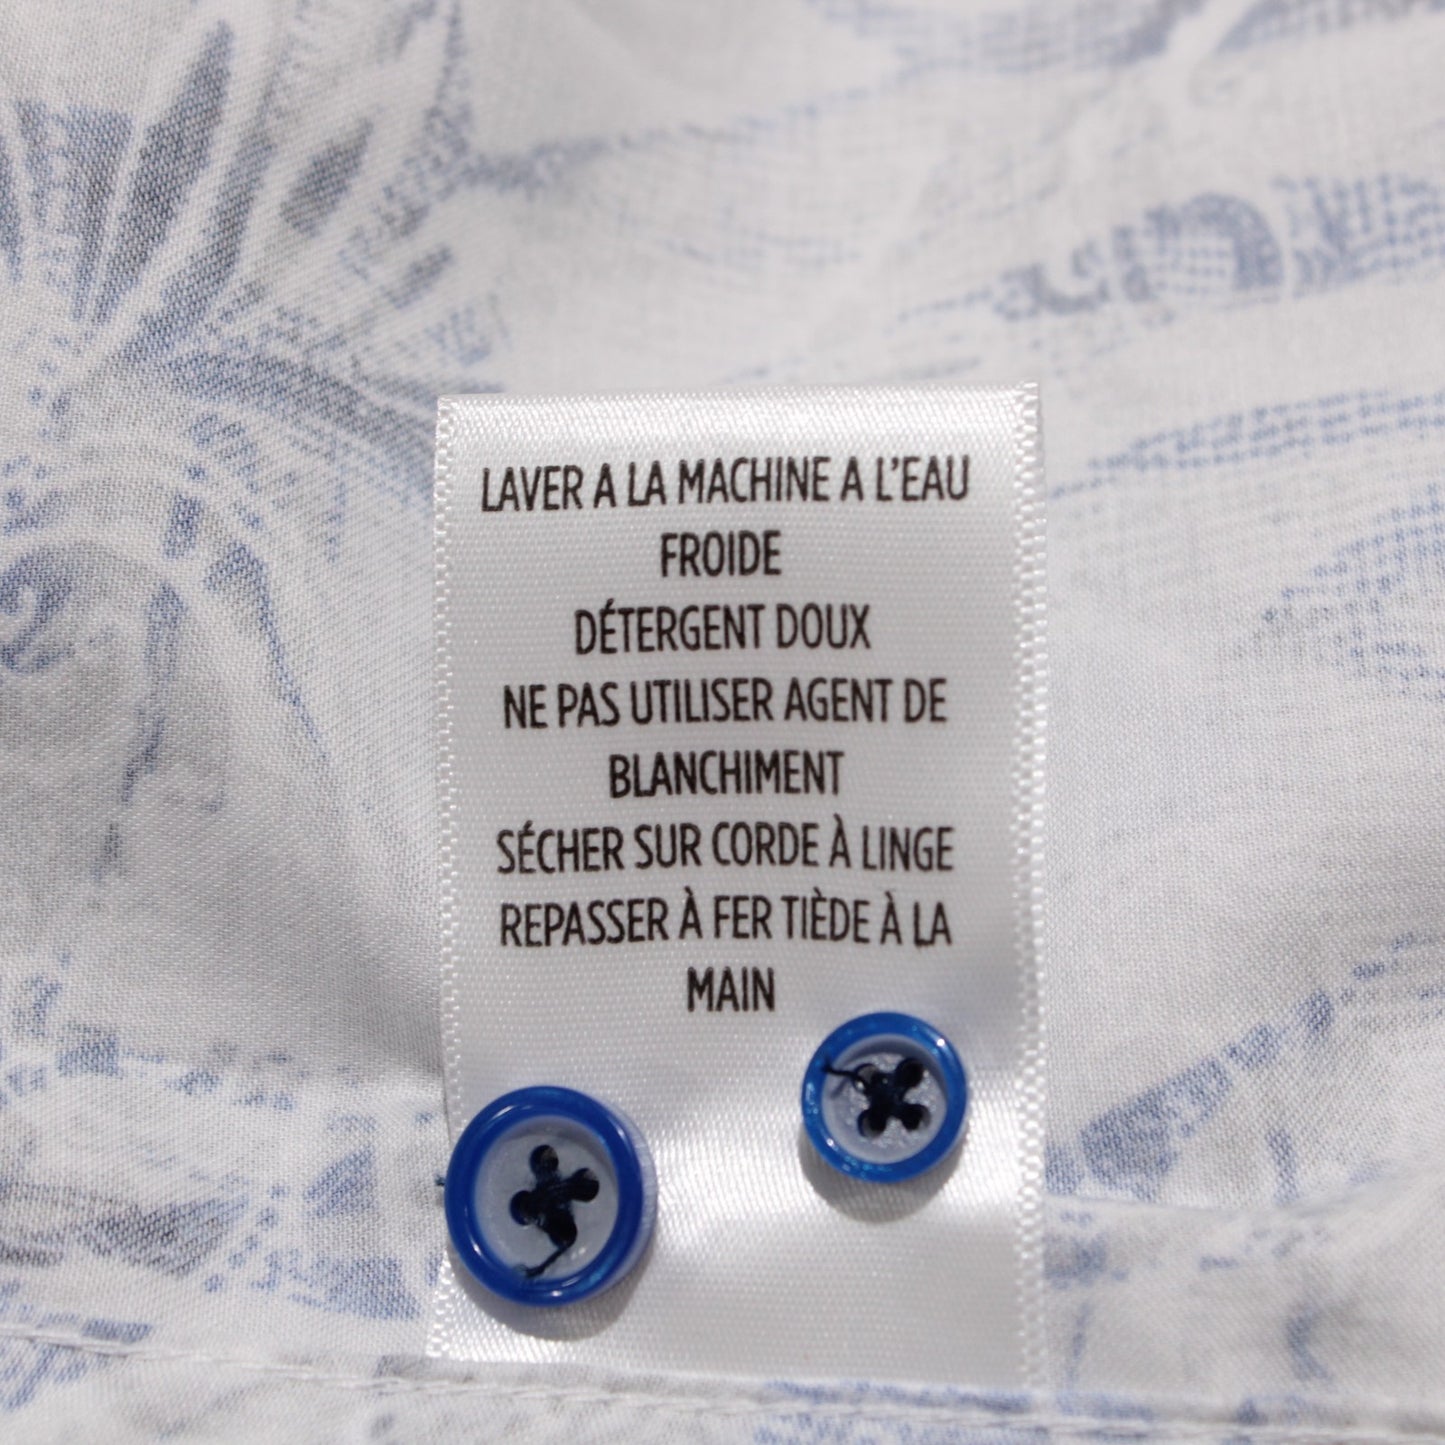 LAVER A LA MACHINE A L'EAU
FROIDE
DÉTERGENT DOUX
NE PAS UTILISER AGENT DE
BLANCHIMENT
SÉCHER SUR CORDE À LINGE
REPASSER À FER TIÈDE À LA
MAIN